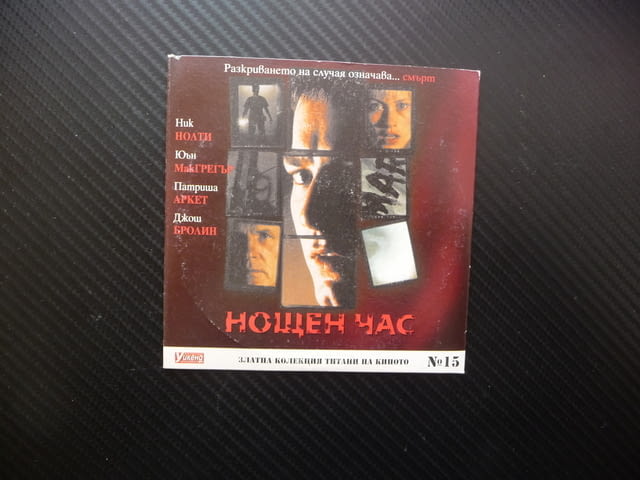 Разкриването на случая означава... смърт
Ник
НОЛТИ
Юън
МакГРЕГЪР
Патриша
АРКЕТ
Джош
БРОЛИН
НОЩЕН ЧАС
Уикенд
ЗЛАТНА КОЛЕКЦИЯ ТИТАНИ НА КИНОТО
№15